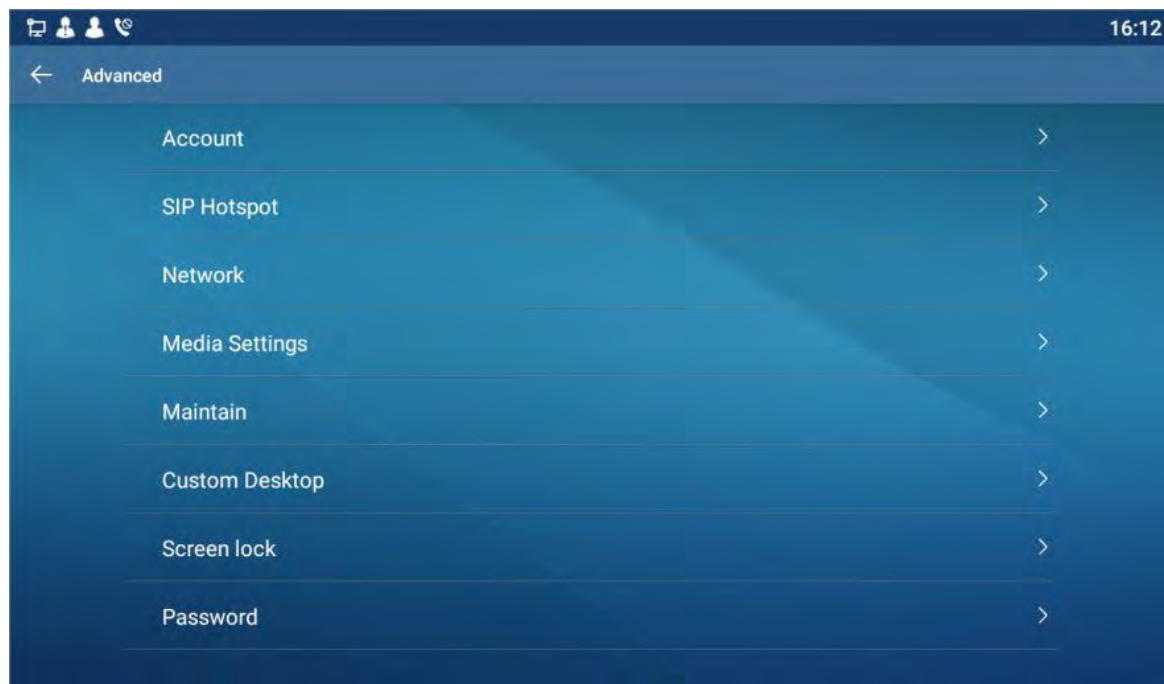 16:12
Advanced
Account
SIP Hotspot
Network
Media Settings
Maintain
Custom Desktop
Screen lock
Password